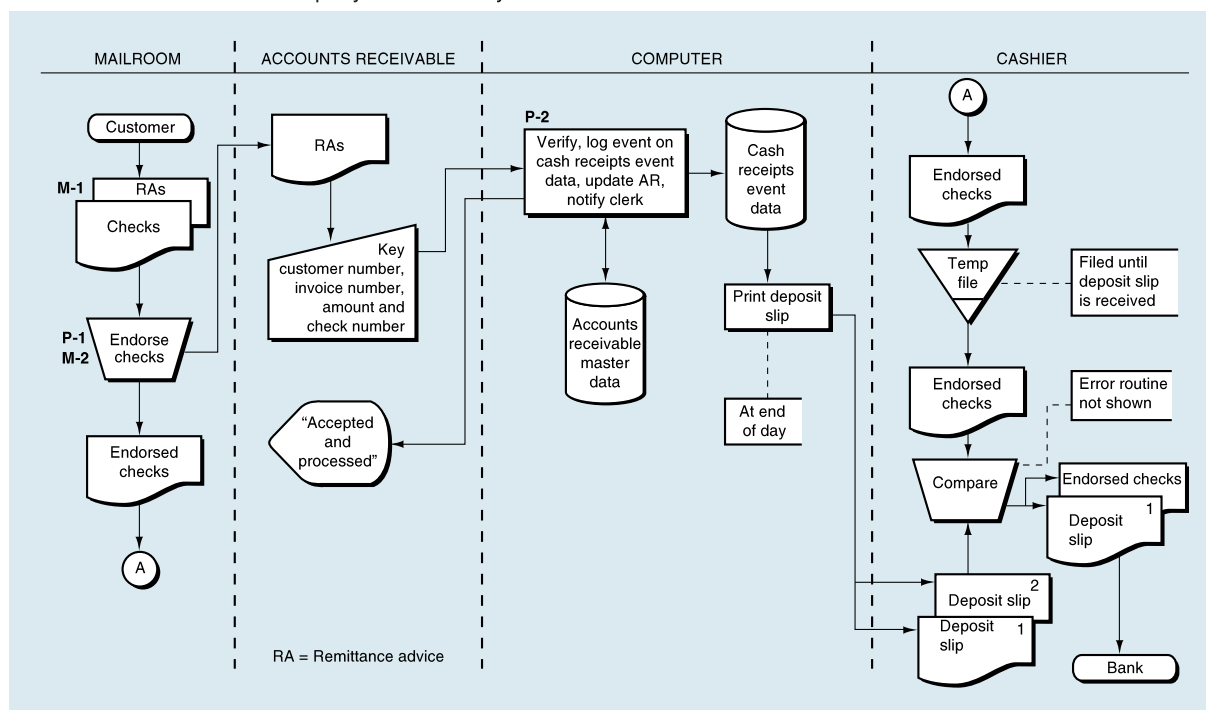 MAILROOM
ACCOUNTS RECEIVABLE
COMPUTER
CASHIER
Customer
M-1
RAs
Checks
P-1
M-2
Endorse
checks
Endorsed
checks
A
RAs
Key
customer number,
invoice number,
amount and
check number
"Accepted
and
processed"
RA = Remittance advice
P-2
Verify, log event on
cash receipts event
data, update AR,
notify clerk
Cash
receipts
event
data
Accounts
receivable
master
data
Print deposit
slip
At end
of day
A
Endorsed
checks
Temp
file
Filed until
deposit slip
is received
Endorsed
checks
Error routine
not shown
Compare
Endorsed checks
1
Deposit
slip
2
Deposit slip
Deposit 1
slip
Bank